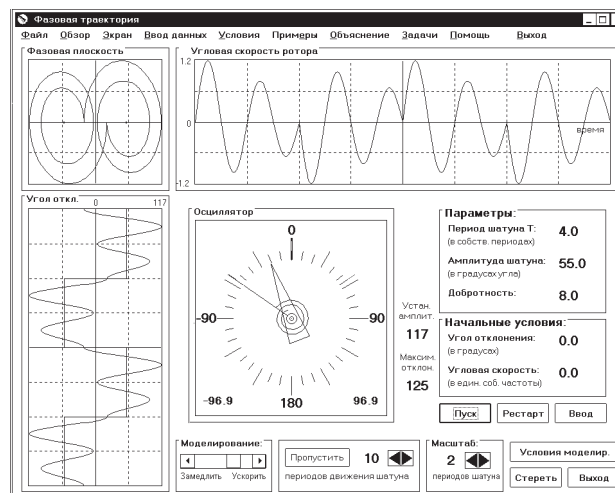 Фазовая траектория
Файл Обзор Экран Ввод данных Условия Примеры Объяснение Задачи Помощь Выход
Фазовая плоскость
Угловая скорость ротора
1.2
0
-1.2
время
Угол откл.
0
117
Осциллятор
0
-90
90
180
-96.9
96.9
Устан.
амплит.
117
Максим.
отклон.
125
Параметры:
Период шатуна T: 4.0
(в собств. периодах)
Амплитуда шатуна: 55.0
(в градусах угла)
Добротность: 8.0
Начальные условия:
Угол отклонения: 0.0
(в градусах)
Угловая скорость: 0.0
(в един. соб. частоты)
Пуск Рестарт Ввод
Моделирование:
Замедлить Ускорить
Пропустить 10
периодов движения шатуна
Масштаб:
2
периодов шатуна
Условия моделир.
Стереть Выход